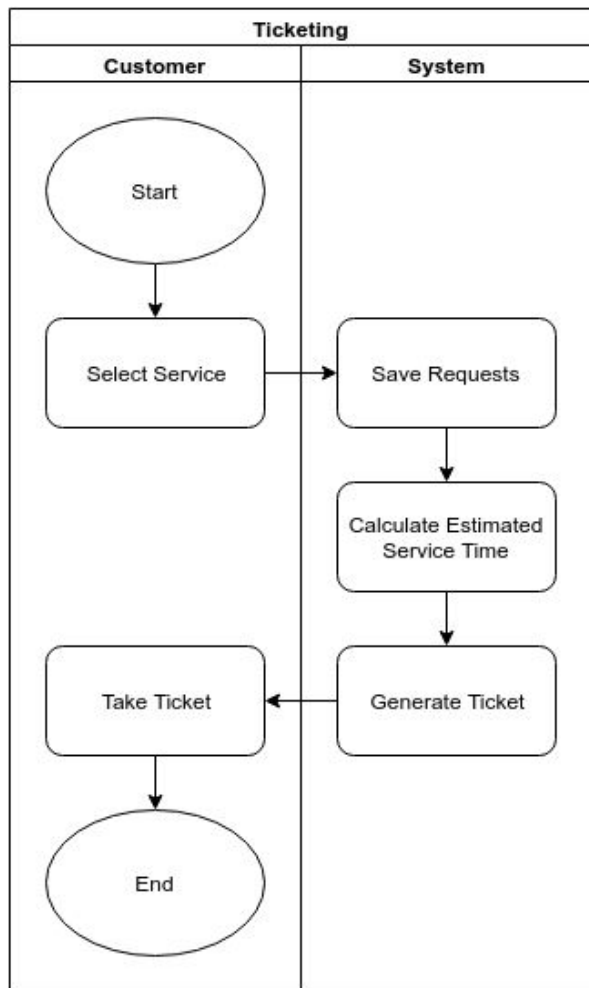 Ticketing
Customer
System
Start
Select Service
Save Requests
Calculate Estimated
Service Time
Generate Ticket
Take Ticket
End